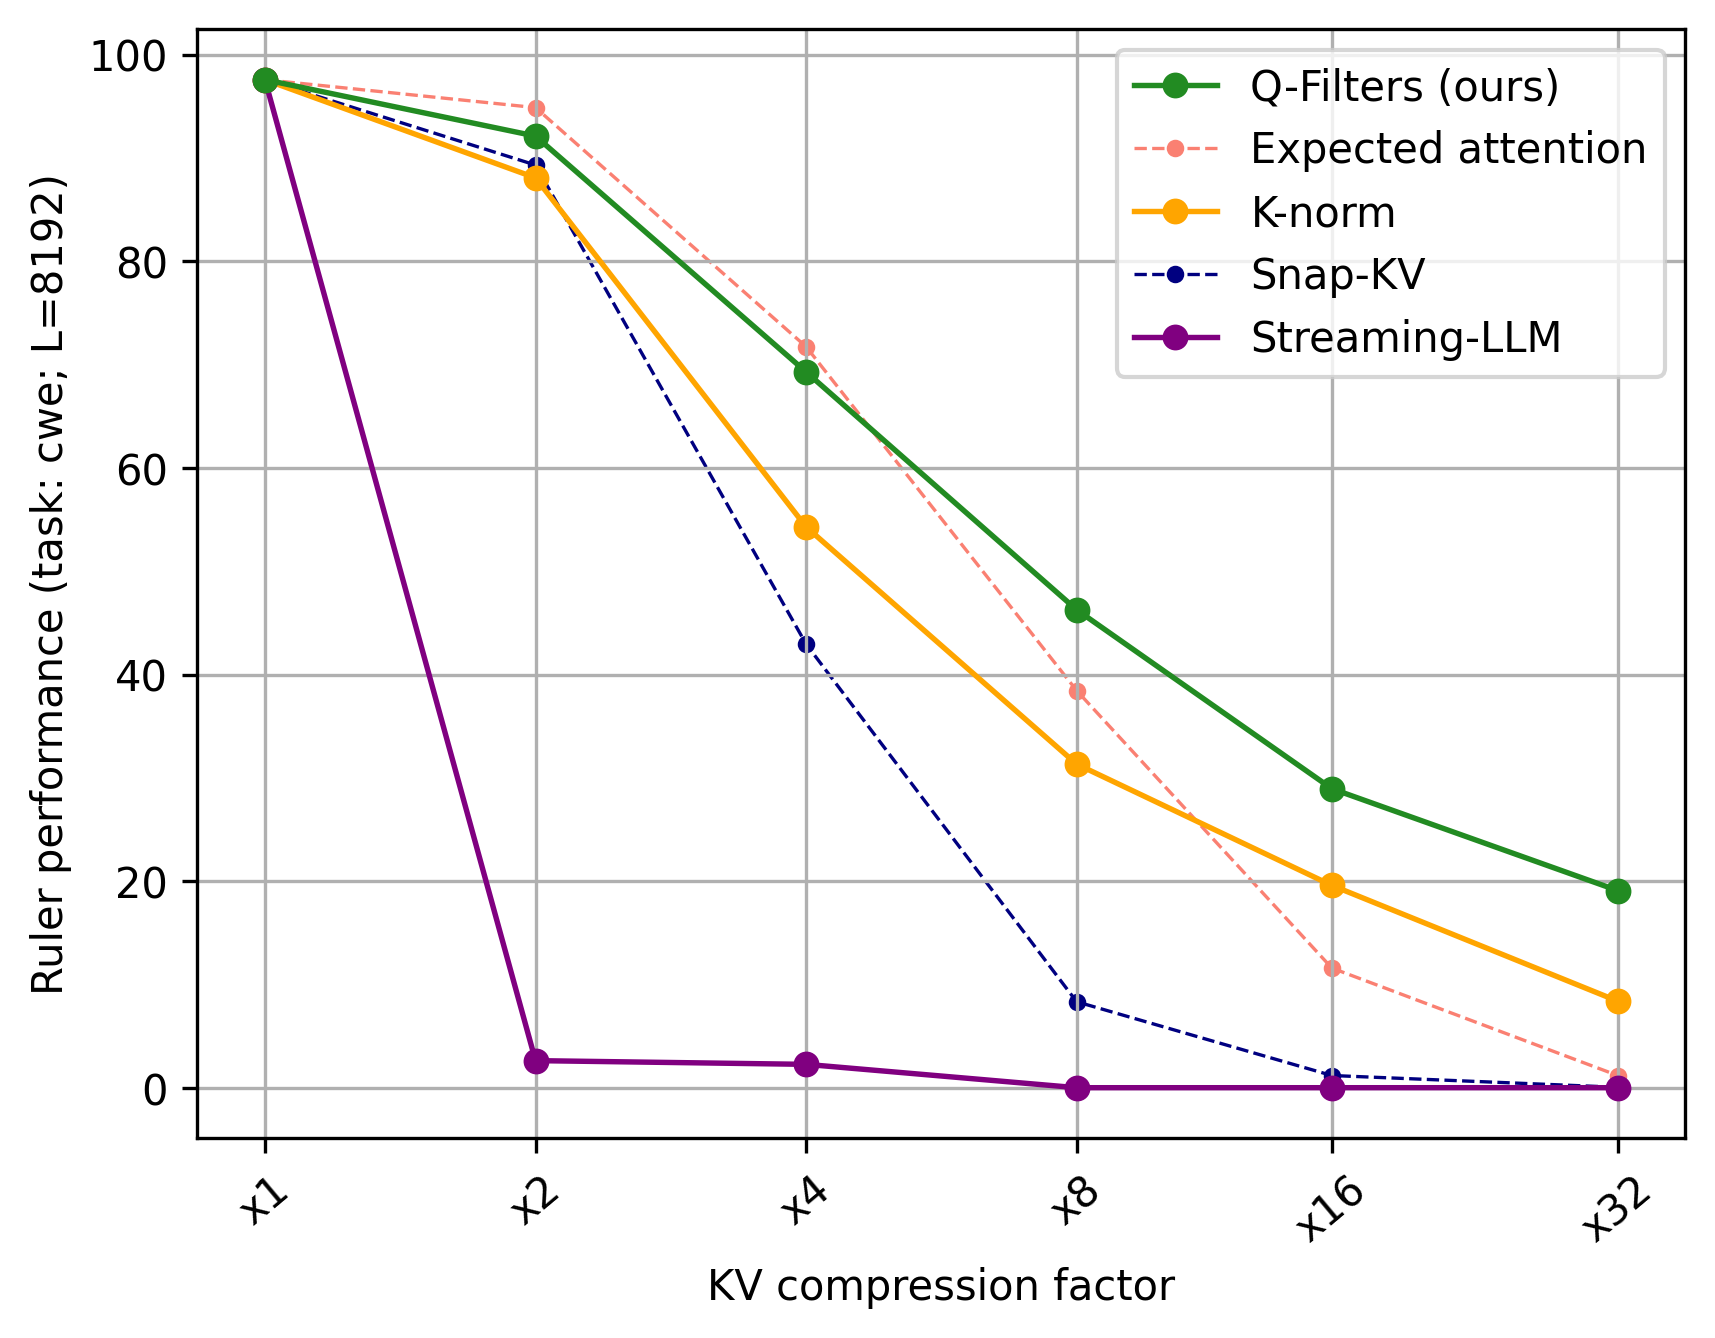 100
80
60
40
20
0
Ruler performance (task: cwe; L=8192)
Q-Filters (ours)
Expected attention
K-norm
Snap-KV
Streaming-LLM
x1
x2
x4
x8
x16
x32
KV compression factor